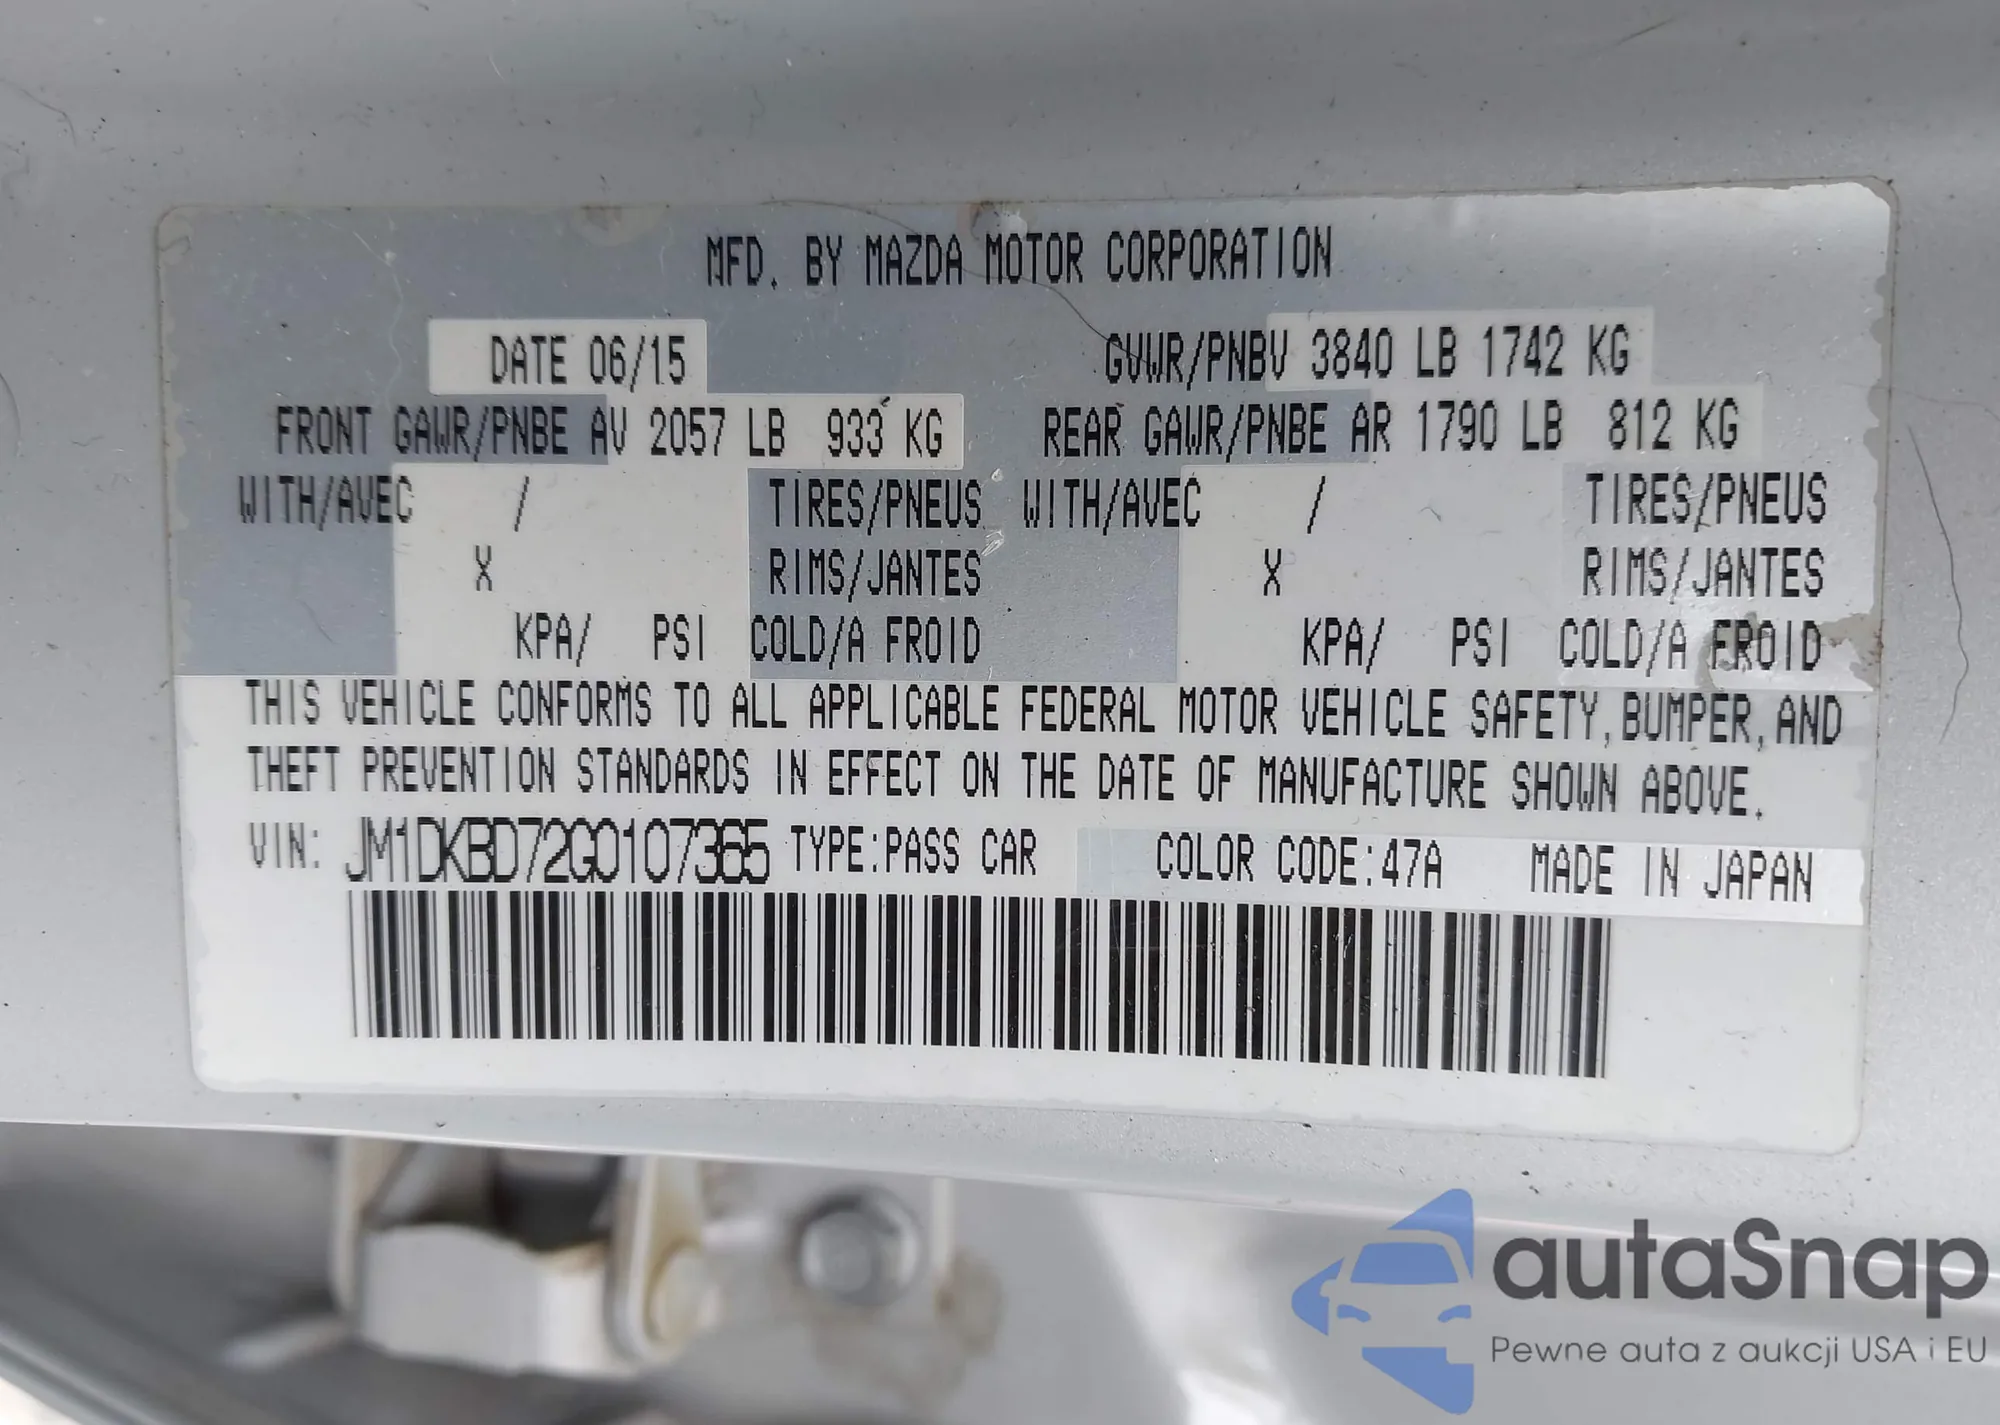 MFD. BY MAZDA MOTOR CORPORATION
DATE 06/15 GVWR/PNBV 3840 LB 1742 KG
FRONT GAWR/PNBE AV 2057 LB 933 KG REAR GAWR/PNBE AR 1790 LB 812 KG
WITH/AVEC / TIRES/PNEUS WITH/AVEC / TIRES/PNEUS
X RIMS/JANTES X RIMS/JANTES
KPA/ PSI COLD/A FROID KPA/ PSI COLD/A FROID
THIS VEHICLE CONFORMS TO ALL APPLICABLE FEDERAL MOTOR VEHICLE SAFETY, BUMPER, AND
THEFT PREVENTION STANDARDS IN EFFECT ON THE DATE OF MANUFACTURE SHOWN ABOVE.
VIN: JM1DKBD72G0107365 TYPE:PASS CAR COLOR CODE:47A MADE IN JAPAN
autoSnap
Pewne auta z aukcji USA i EU